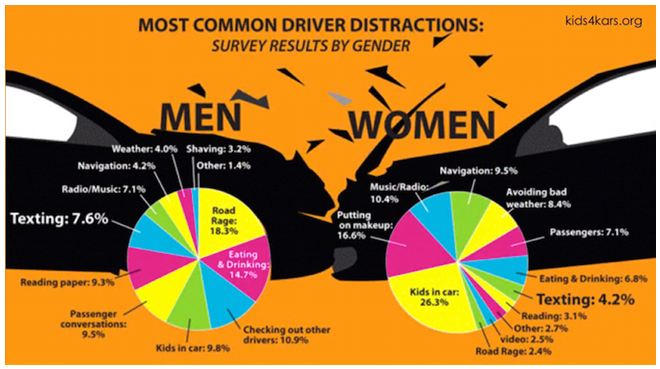 kids4kars.org
MOST COMMON DRIVER DISTRACTIONS:
SURVEY RESULTS BY GENDER
MEN
Weather: 4.0%
Shaving: 3.2%
Navigation: 4.2%
Other: 1.4%
Radio/Music: 7.1%
Texting: 7.6%
Road
Rage:
18.3%
Eating
& Drinking:
14.7%
Reading paper: 9.3%
Passenger
conversations:
9.5%
Kids in car: 9.8%
Checking out other
drivers: 10.9%
WOMEN
Navigation: 9.5%
Music/Radio:
10.4%
Avoiding bad
weather: 8.4%
Putting
on makeup:
16.6%
Passengers: 7.1%
Kids in car:
26.3%
Eating & Drinking: 6.8%
Texting: 4.2%
Reading: 3.1%
Other: 2.7%
video: 2.5%
Road Rage: 2.4%